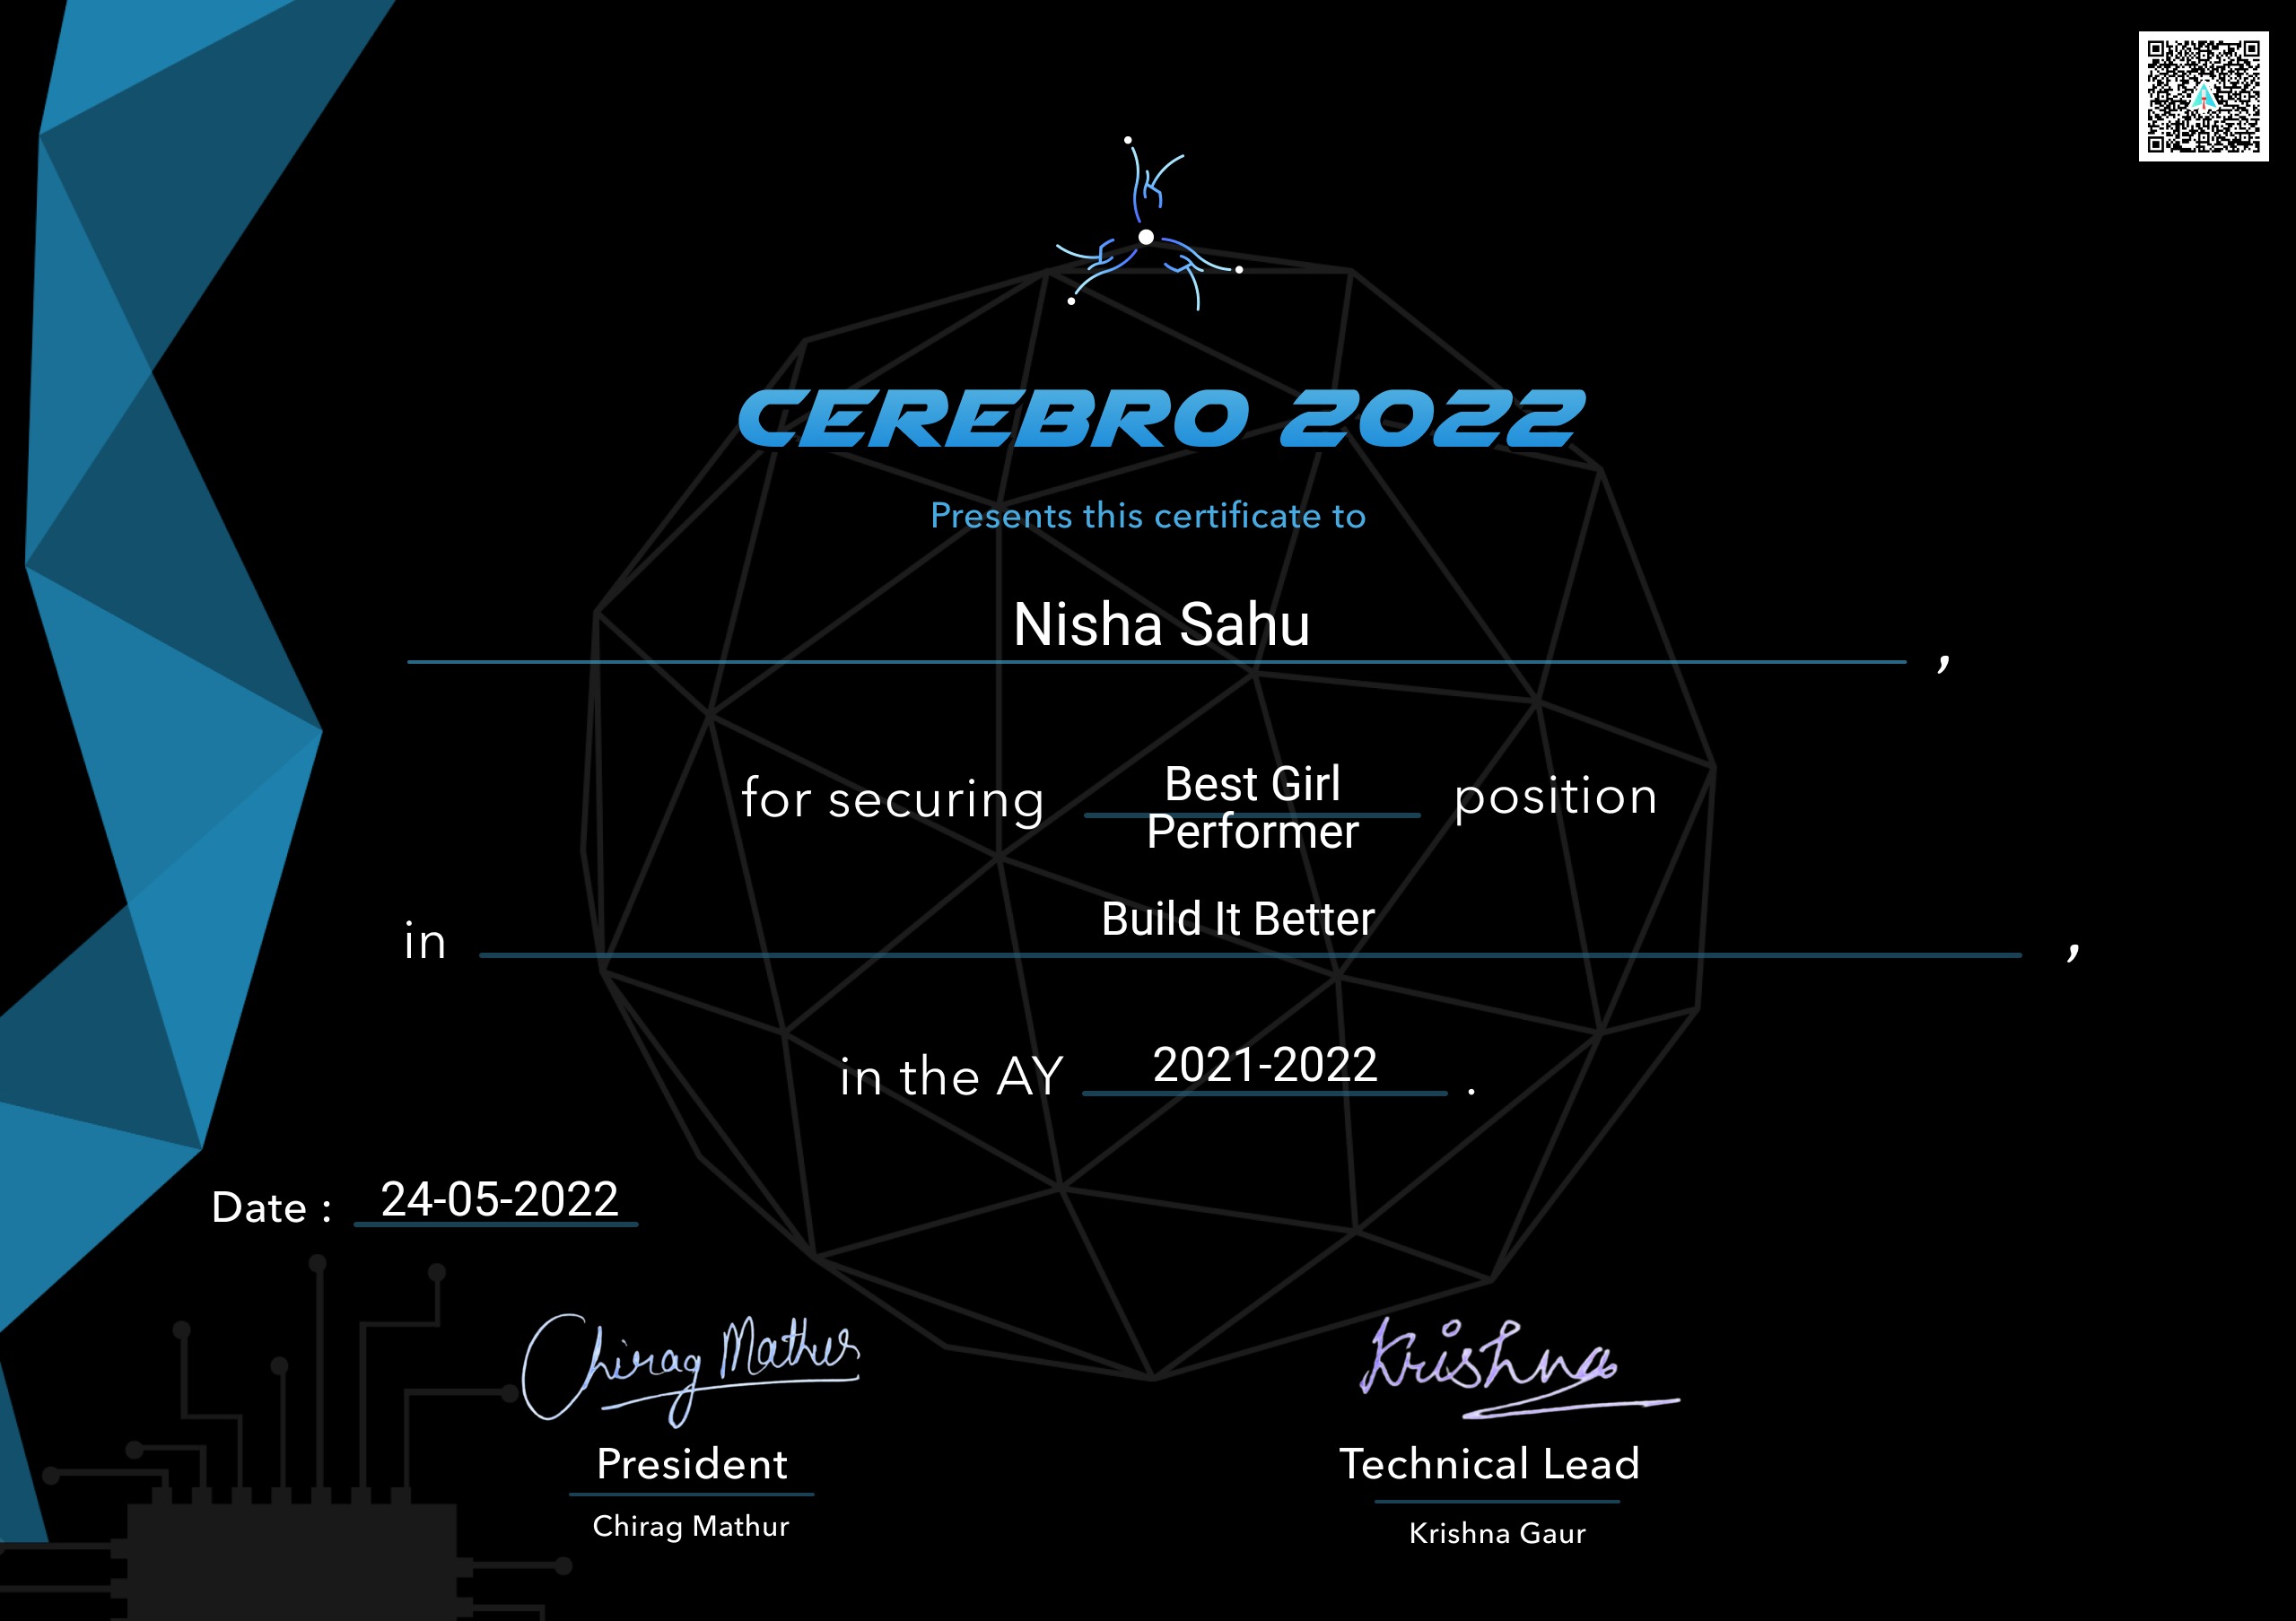 CEREBRO 2022
Presents this certificate to
Nisha Sahu ,
for securing Best Girl Performer position
in Build It Better ,
in the AY 2021-2022 .
Date : 24-05-2022
Chirag Mathur Krishna
President Technical Lead
Chirag Mathur Krishna Gaur